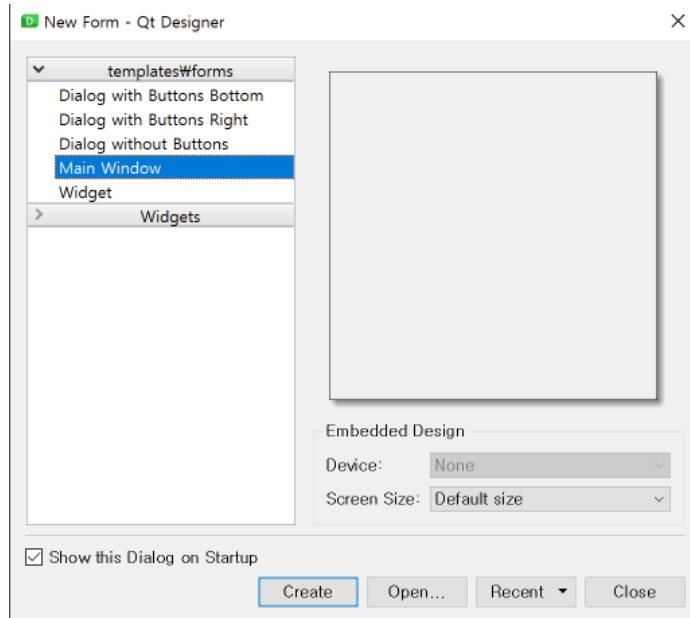 New Form - Qt Designer
templates₩forms
Dialog with Buttons Bottom
Dialog with Buttons Right
Dialog without Buttons
Main Window
Widget
Widgets
Embedded Design
Device: None
Screen Size: Default size
Show this Dialog on Startup
Create Open... Recent Close